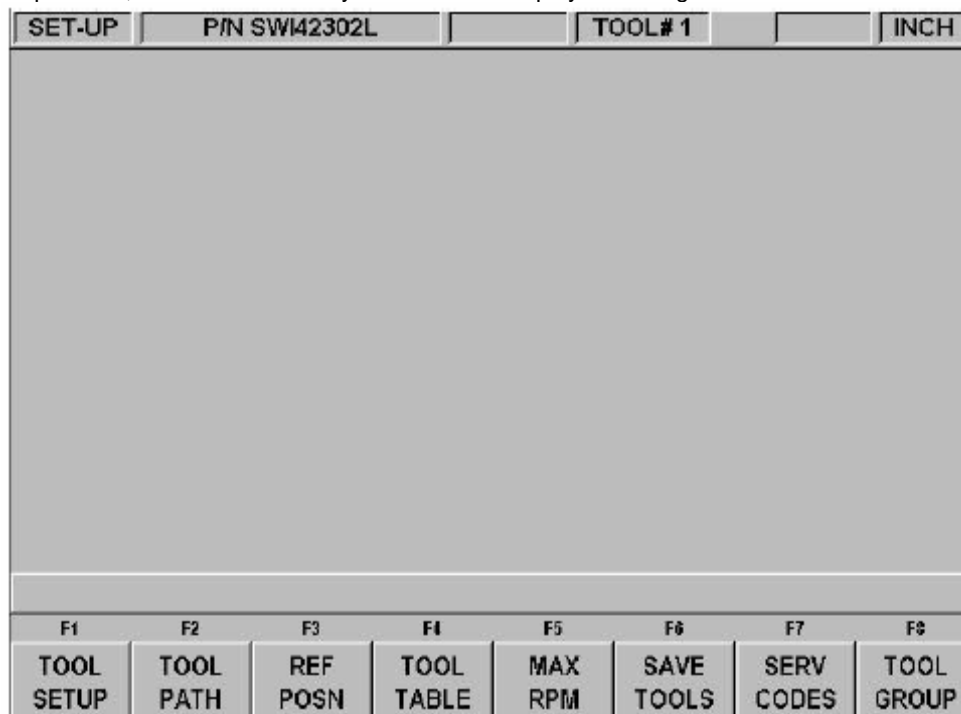 SET-UP P/N SWI42302L TOOL# 1 INCH
F1 F2 F3 F4 F5 F6 F7 F8
TOOL TOOL REF TOOL MAX SAVE SERV TOOL
SETUP PATH POSN TABLE RPM TOOLS CODES GROUP